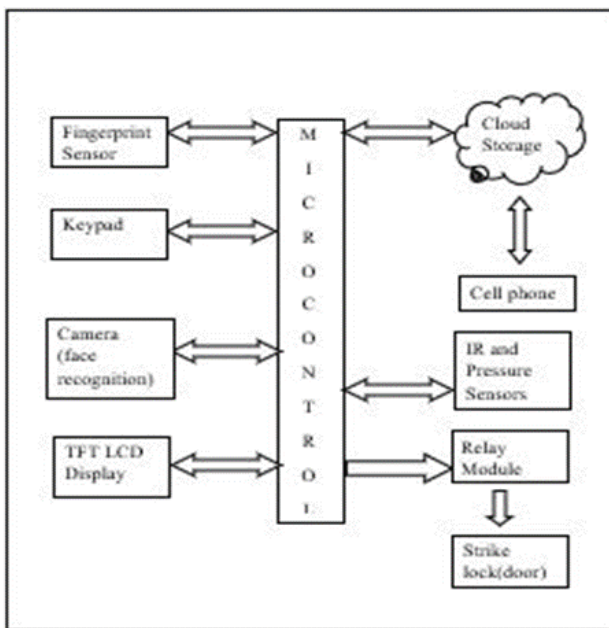 Fingerprint
Sensor
Keypad
Camera
(face
recognition)
TFT LCD
Display
MICROCONTROL
Cloud
Storage
Cell phone
IR and
Pressure
Sensors
Relay
Module
Strike
lock(door)